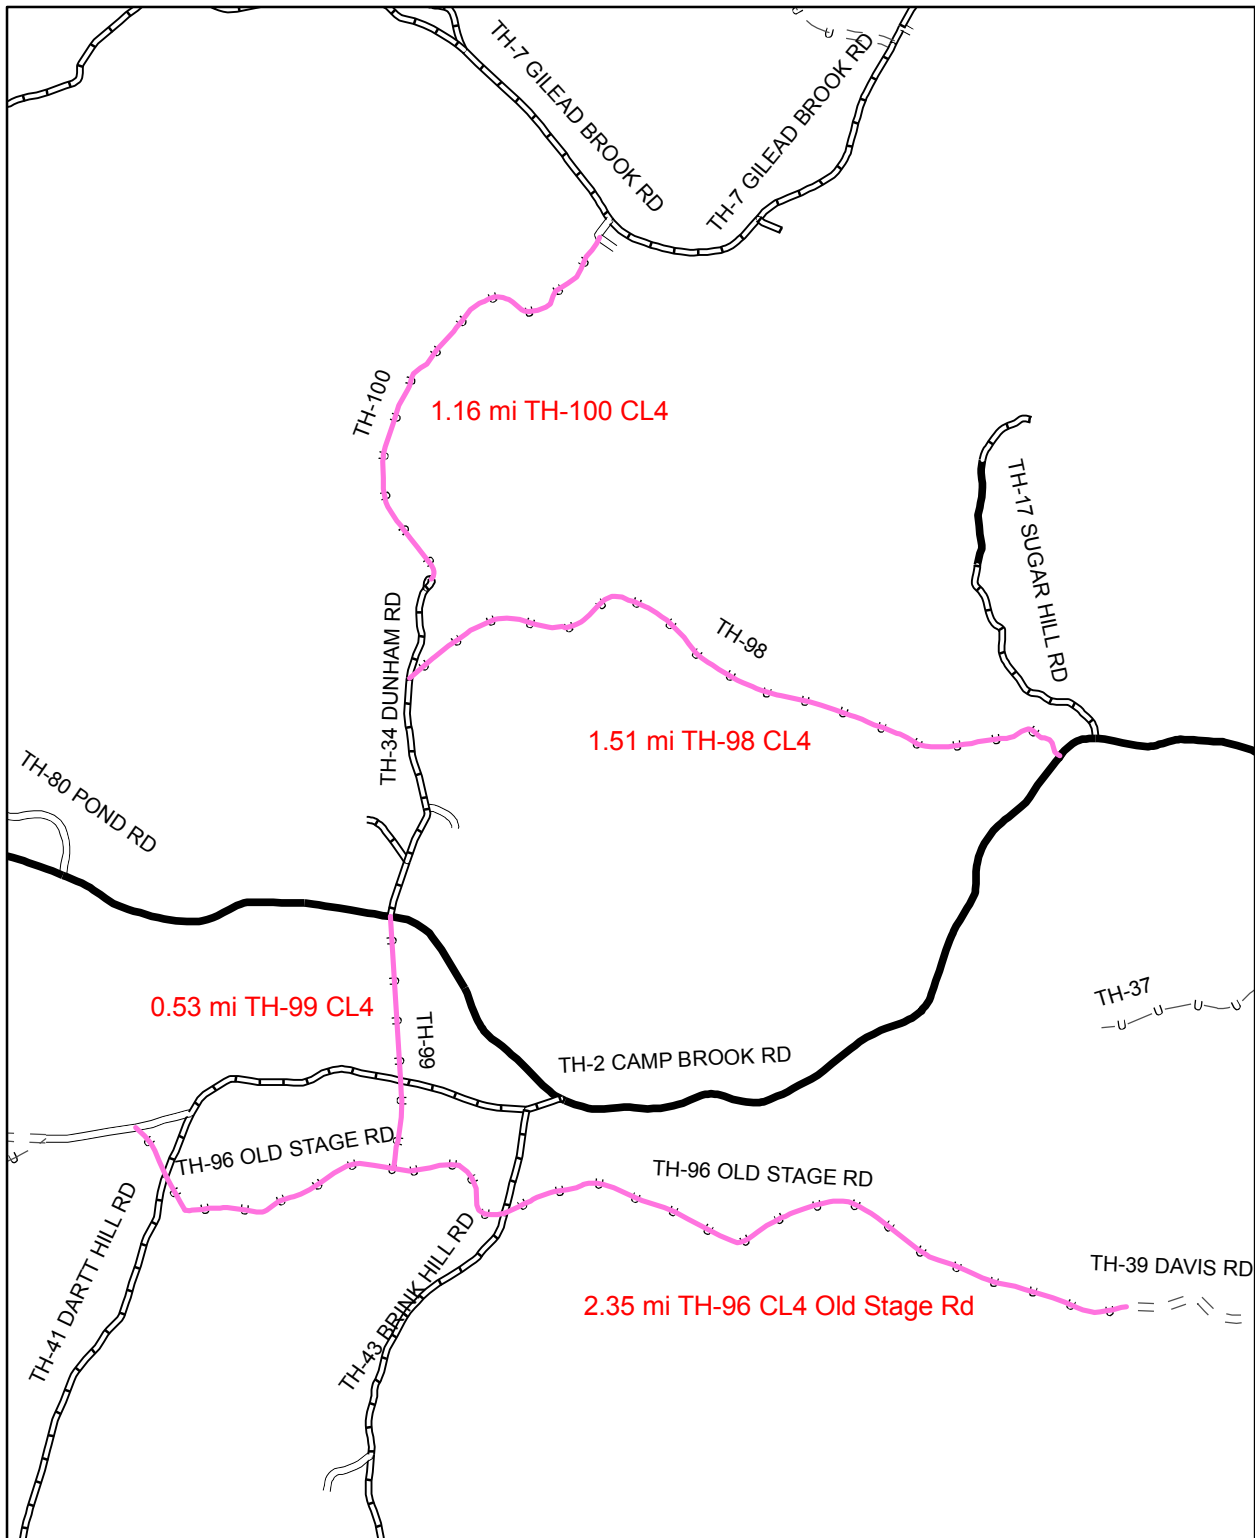 TH-7 GILEAD BROOK RD
TH-7 GILEAD BROOK RD
TH-100
1.16 mi TH-100 CL4
TH-17 SUGAR HILL RD
TH-34 DUNHAM RD
TH-98
1.51 mi TH-98 CL4
TH-80 POND RD
0.53 mi TH-99 CL4
TH-99
TH-37
TH-2 CAMP BROOK RD
TH-96 OLD STAGE RD
TH-96 OLD STAGE RD
TH-41 DARTT HILL RD
TH-43 BRINK HILL RD
TH-39 DAVIS RD
2.35 mi TH-96 CL4 Old Stage Rd